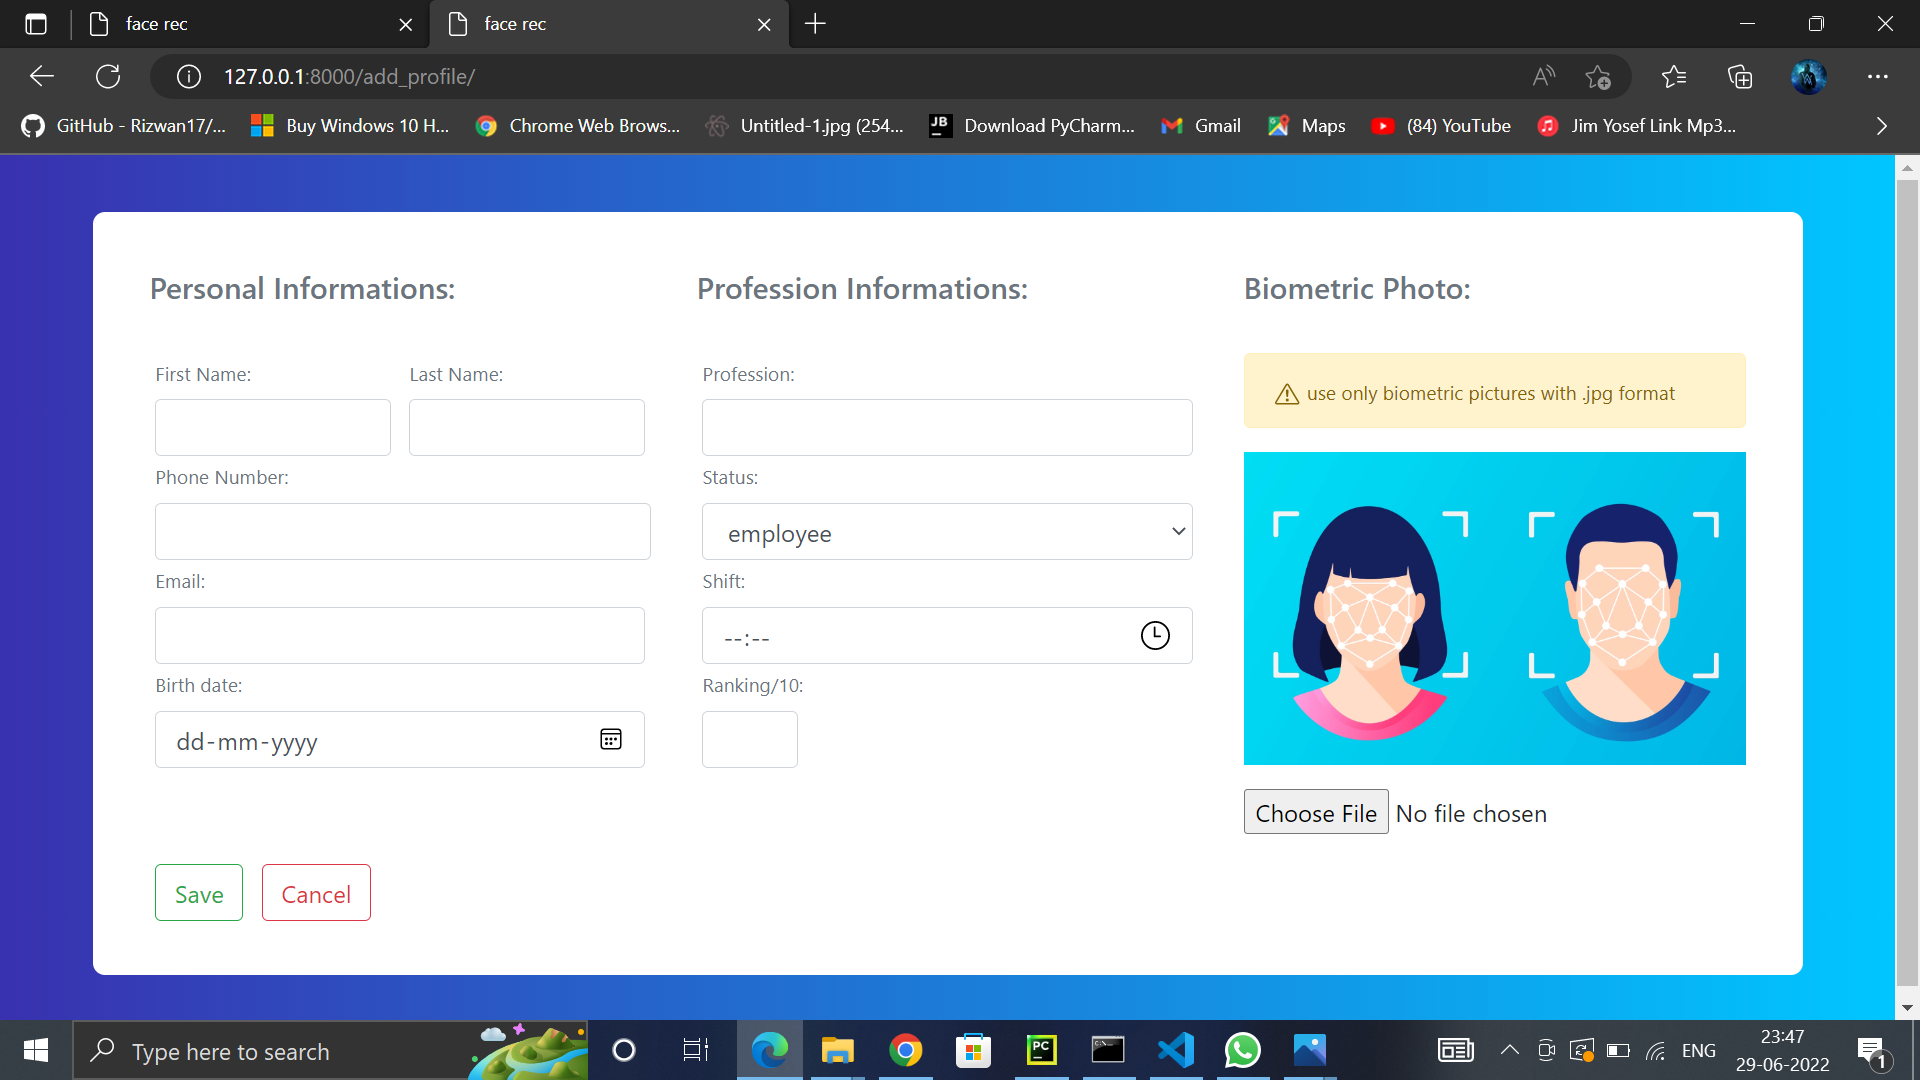 face rec
face rec
127.0.0.1:8000/add_profile/
GitHub - Rizwan17/...
Buy Windows 10 H...
Chrome Web Brows...
Untitled-1.jpg (254...
JB
Download PyCharm...
Gmail
Maps
(84) YouTube
Jim Yosef Link Mp3...
Personal Informations:
Profession Informations:
Biometric Photo:
First Name:
Last Name:
Profession:
use only biometric pictures with .jpg format
Phone Number:
Status:
employee
Email:
Shift:
--:--
Birth date:
Ranking/10:
dd-mm-yyyy
Choose File No file chosen
Save
Cancel
Type here to search
PC
ENG
23:47
29-06-2022
1